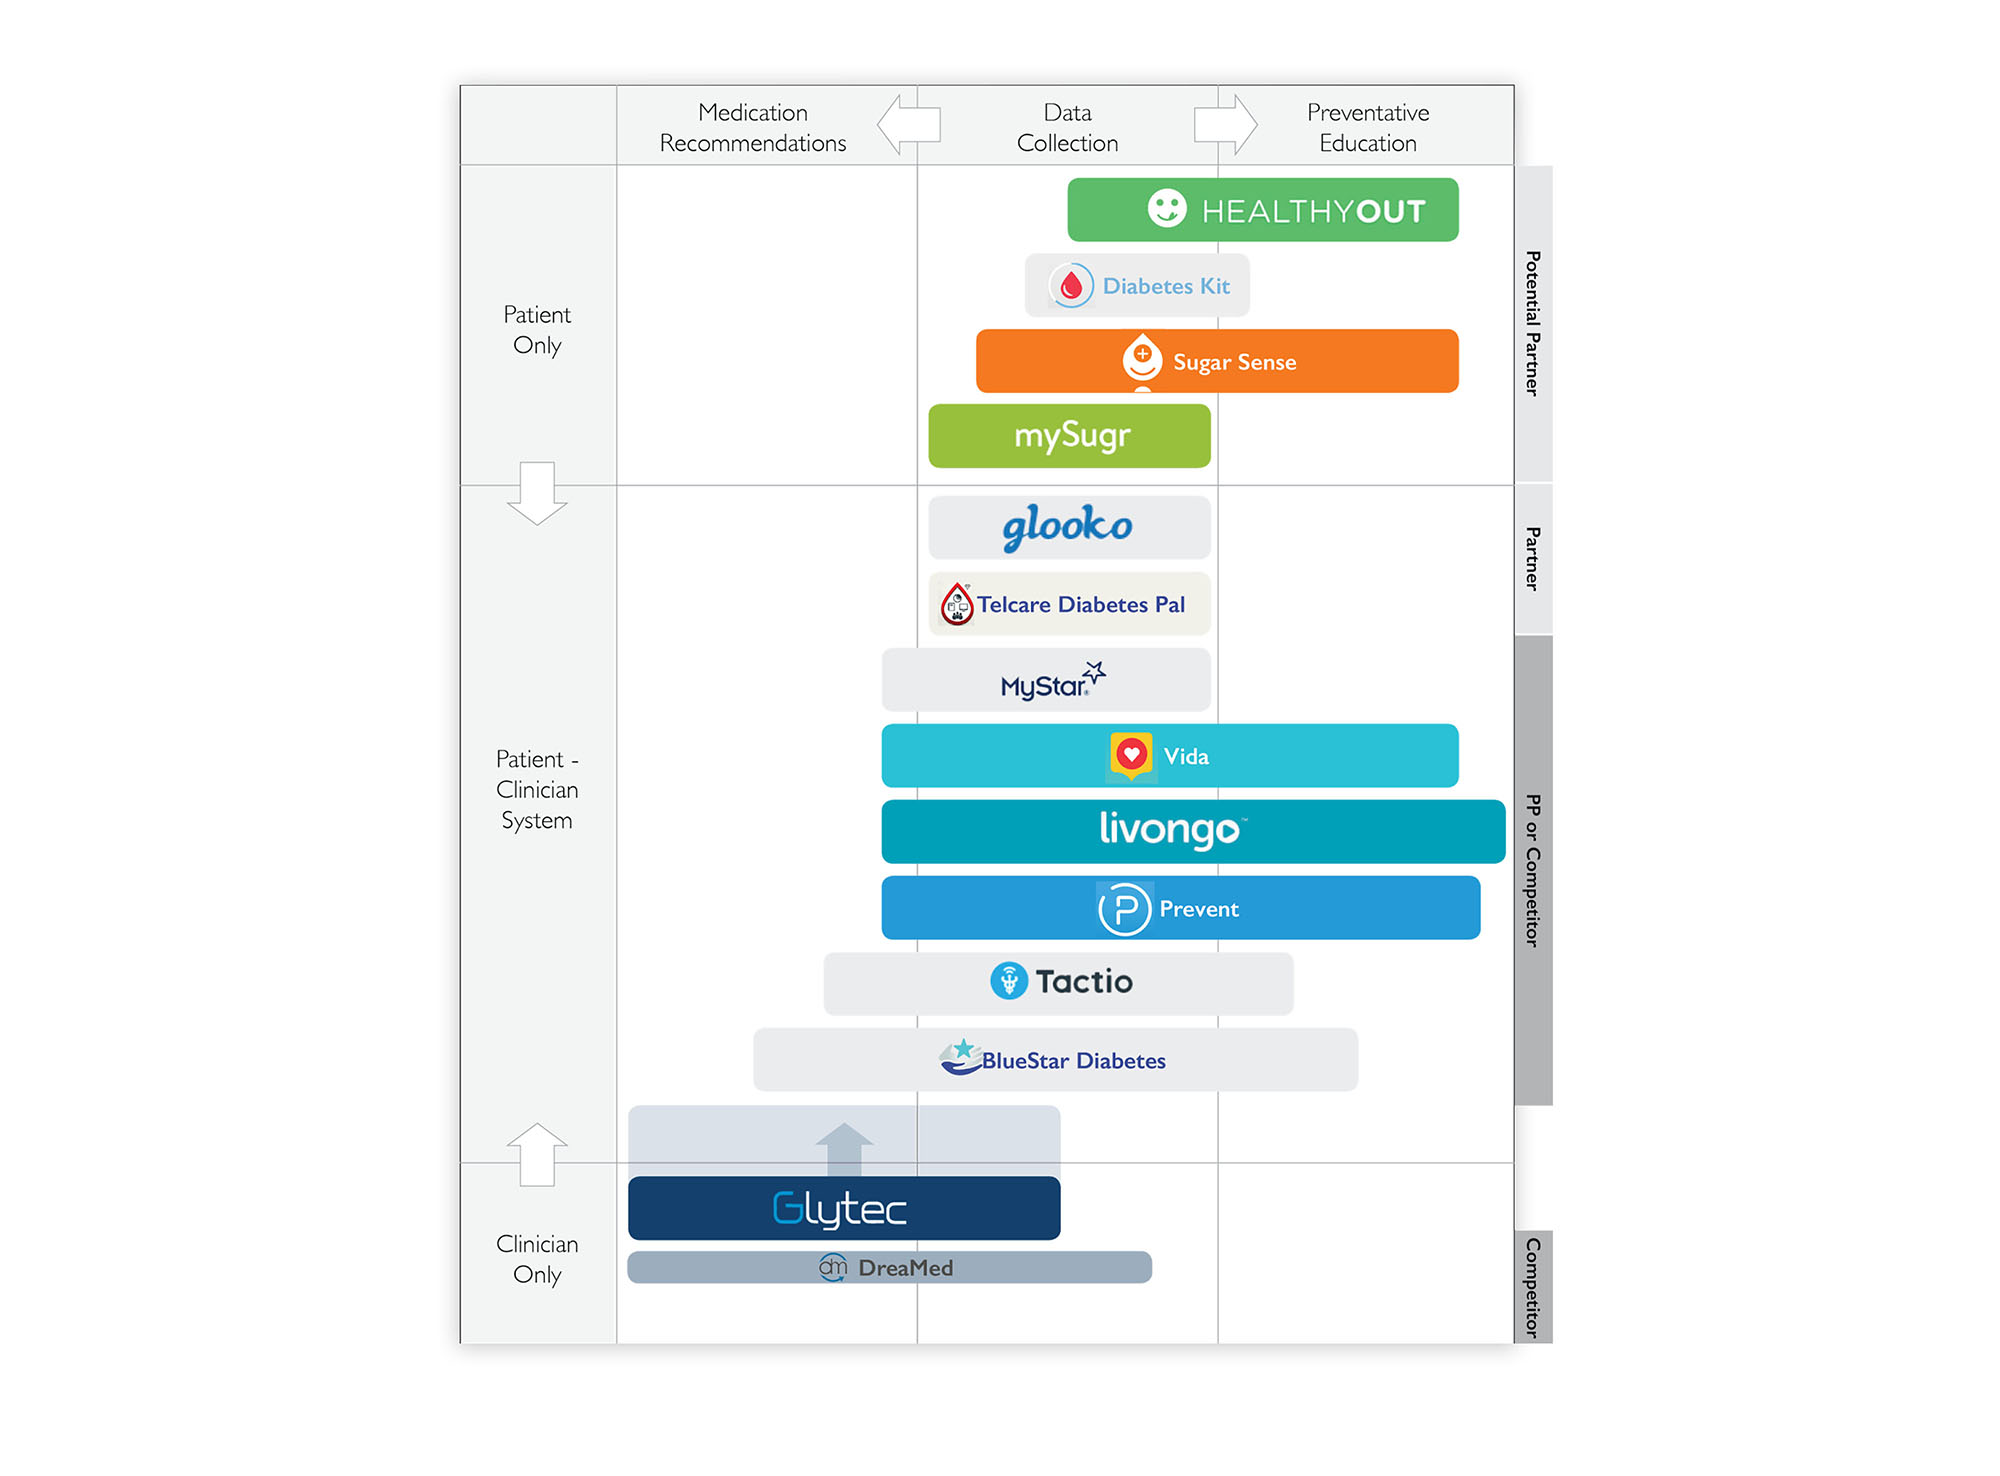 Medication
Recommendations
Data
Collection
Preventative
Education
Patient
Only
HEALTHYOUT
Diabetes Kit
Sugar Sense
mySugr
Potential Partner
Patient -
Clinician
System
glooko
Telcare Diabetes Pal
Partner
MyStar®
Vida
livongo™
P Prevent
Tactio
BlueStar Diabetes
PP or Competitor
Clinician
Only
Glytec
dm DreaMed
Competitor